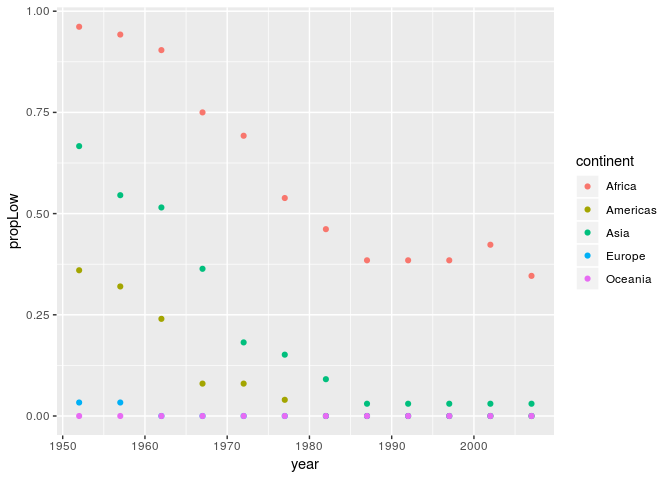 1.00
0.75
0.50
0.25
0.00
propLow
1950 1960 1970 1980 1990 2000
year
continent
Africa
Americas
Asia
Europe
Oceania